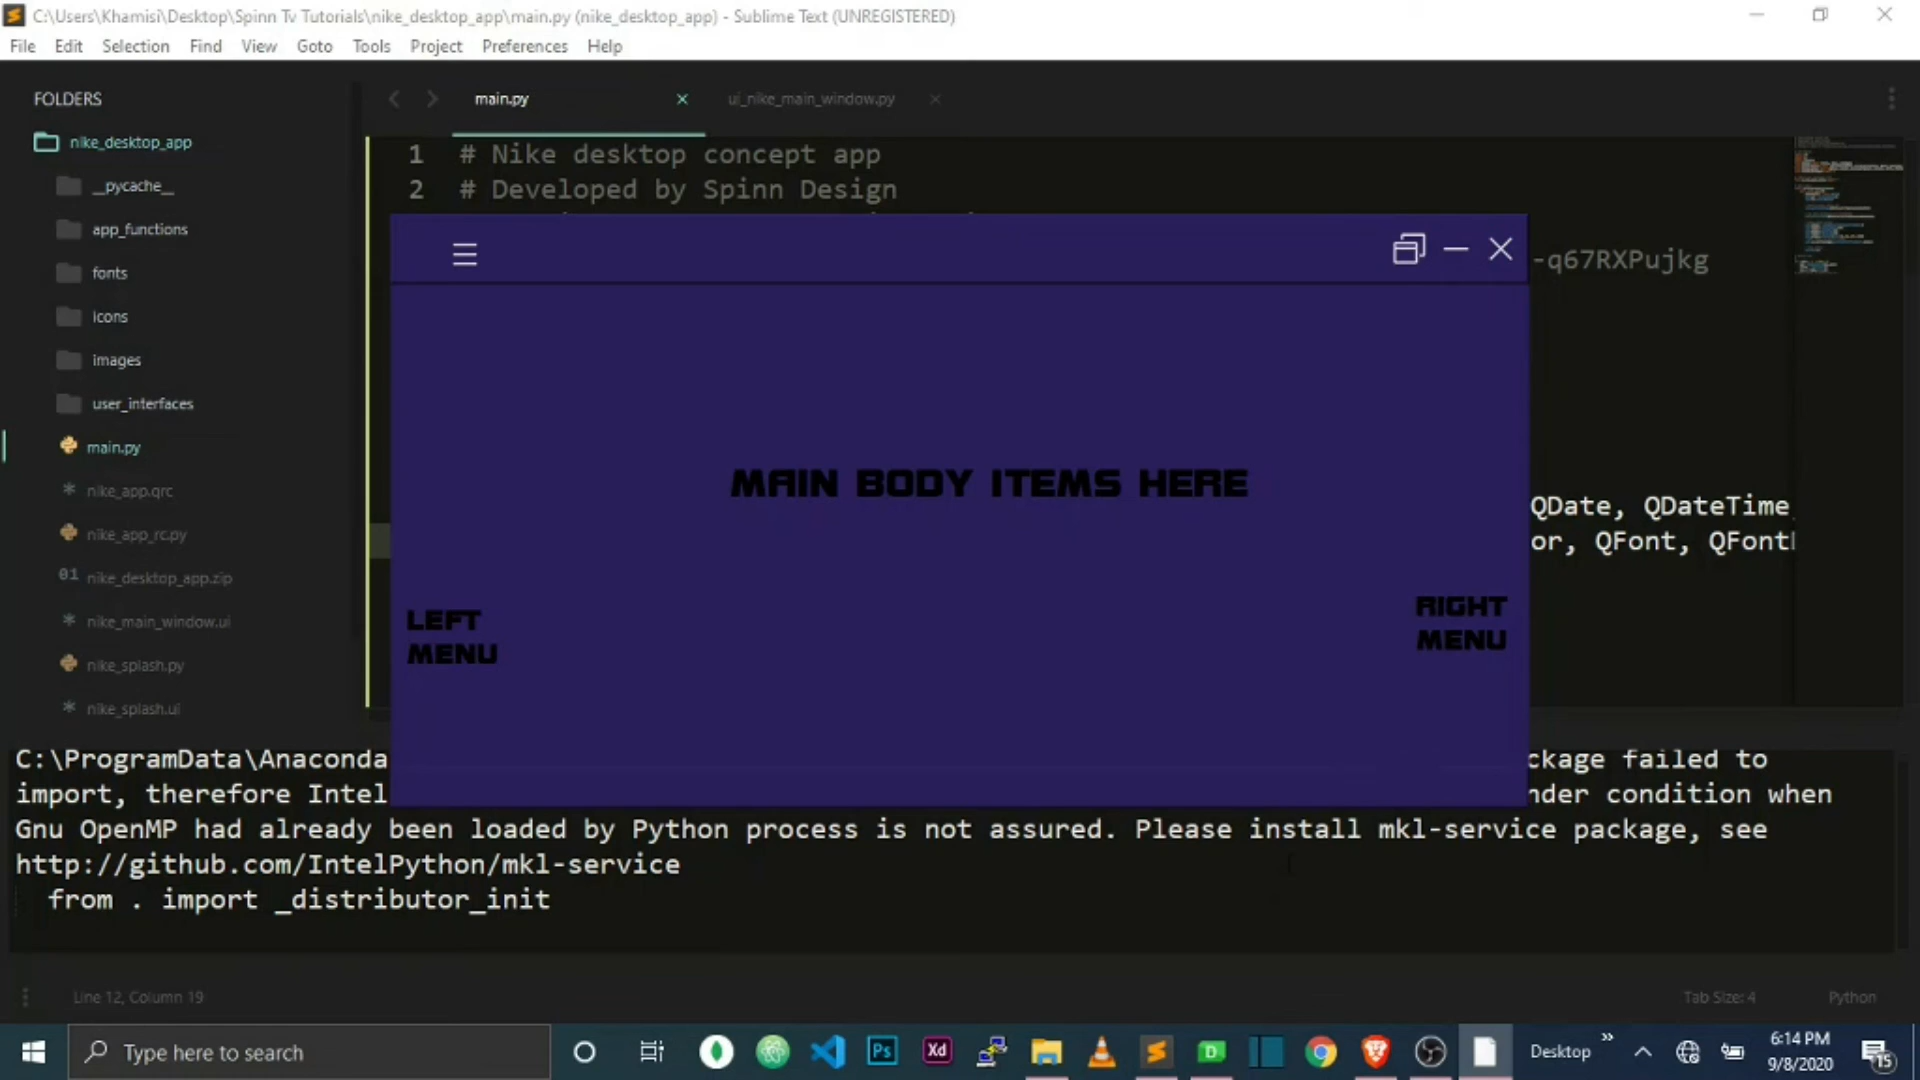 C:\Users\Khamisi\Desktop\Spinn Tv Tutorials\nike_desktop_app\main.py (nike_desktop_app) - Sublime Text (UNREGISTERED)
File Edit Selection Find View Goto Tools Project Preferences Help
FOLDERS
nike_desktop_app
__pycache__
app_functions
fonts
icons
images
user_interfaces
main.py
nike_app.qrc
nike_app_rc.py
01 nike_desktop_app.zip
nike_main_window.ui
nike_splash.py
nike_splash.ui
main.py ui_nike_main_window.py
1 # Nike desktop concept app
2 # Developed by Spinn Design
-q67RXPujkg
QDate, QDateTime,
or, QFont, QFont
MAIN BODY ITEMS HERE
LEFT
MENU
RIGHT
MENU
C:\ProgramData\Anaconda ckage failed to
import, therefore Intel nder condition when
Gnu OpenMP had already been loaded by Python process is not assured. Please install mkl-service package, see
http://github.com/IntelPython/mkl-service
from . import _distributor_init
Line 12, Column 19 Tab Size: 4 Python
Type here to search
Ps
Xd
D
Desktop
6:14 PM
9/8/2020
15